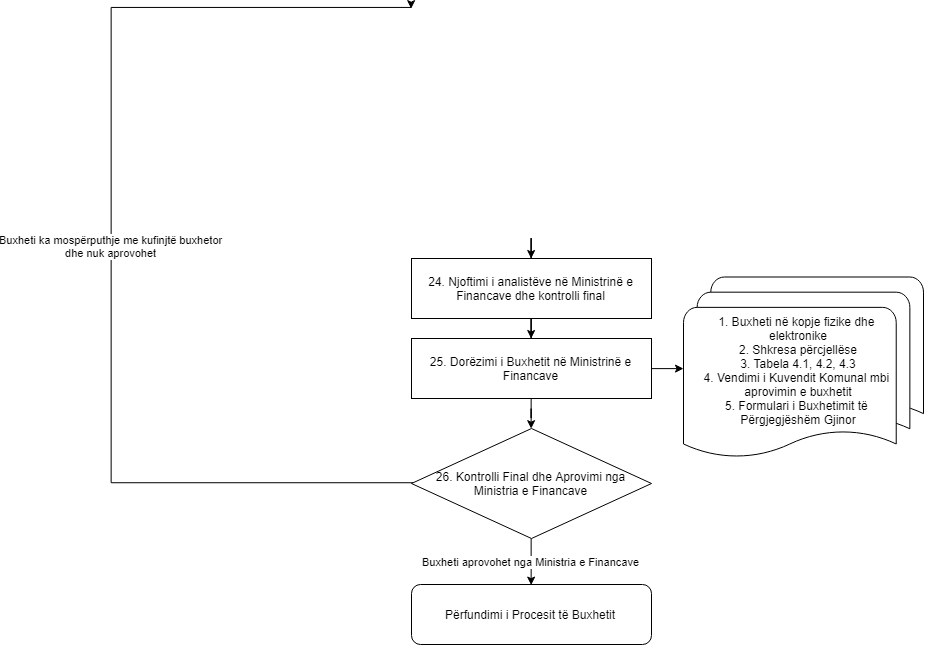 Buxheti ka mospërputhje me kufinjtë buxhetor
dhe nuk aprovohet
24. Njoftimi i analistëve në Ministrinë e
Financave dhe kontrolli final
25. Dorëzimi i Buxhetit në Ministrinë e
Financave
1. Buxheti në kopje fizike dhe
elektronike
2. Shkresa përcjellëse
3. Tabela 4.1, 4.2, 4.3
4. Vendimi i Kuvendit Komunal mbi
aprovimin e buxhetit
5. Formulari i Buxhetimit të
Përgjegjëshëm Gjinor
26. Kontrolli Final dhe Aprovimi nga
Ministria e Financave
Buxheti aprovohet nga Ministria e Financave
Përfundimi i Procesit të Buxhetit